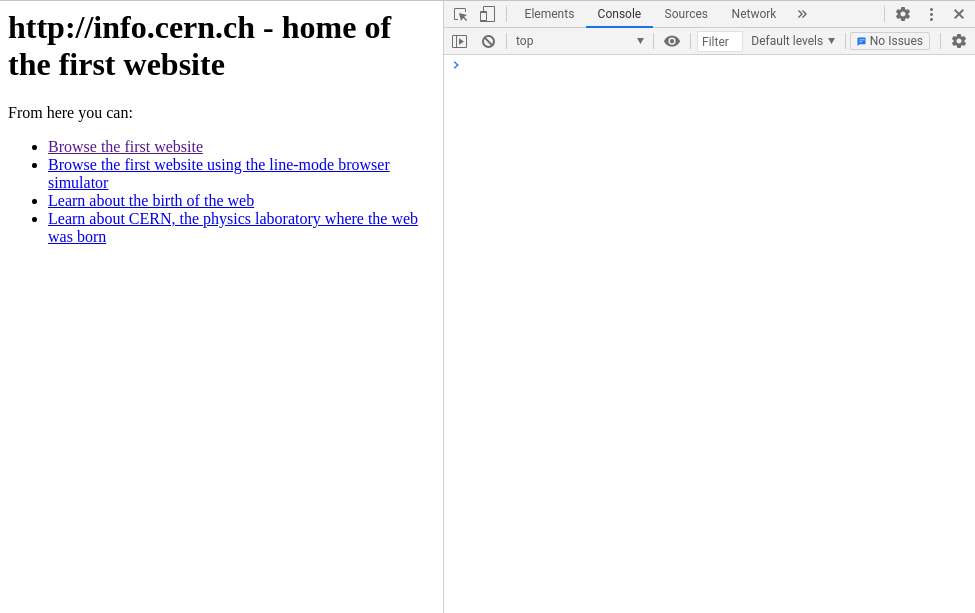 http://info.cern.ch - home of
the first website
From here you can:
Browse the first website
Browse the first website using the line-mode browser
simulator
Learn about the birth of the web
Learn about CERN, the physics laboratory where the web
was born
Elements Console Sources Network
top Filter Default levels No Issues